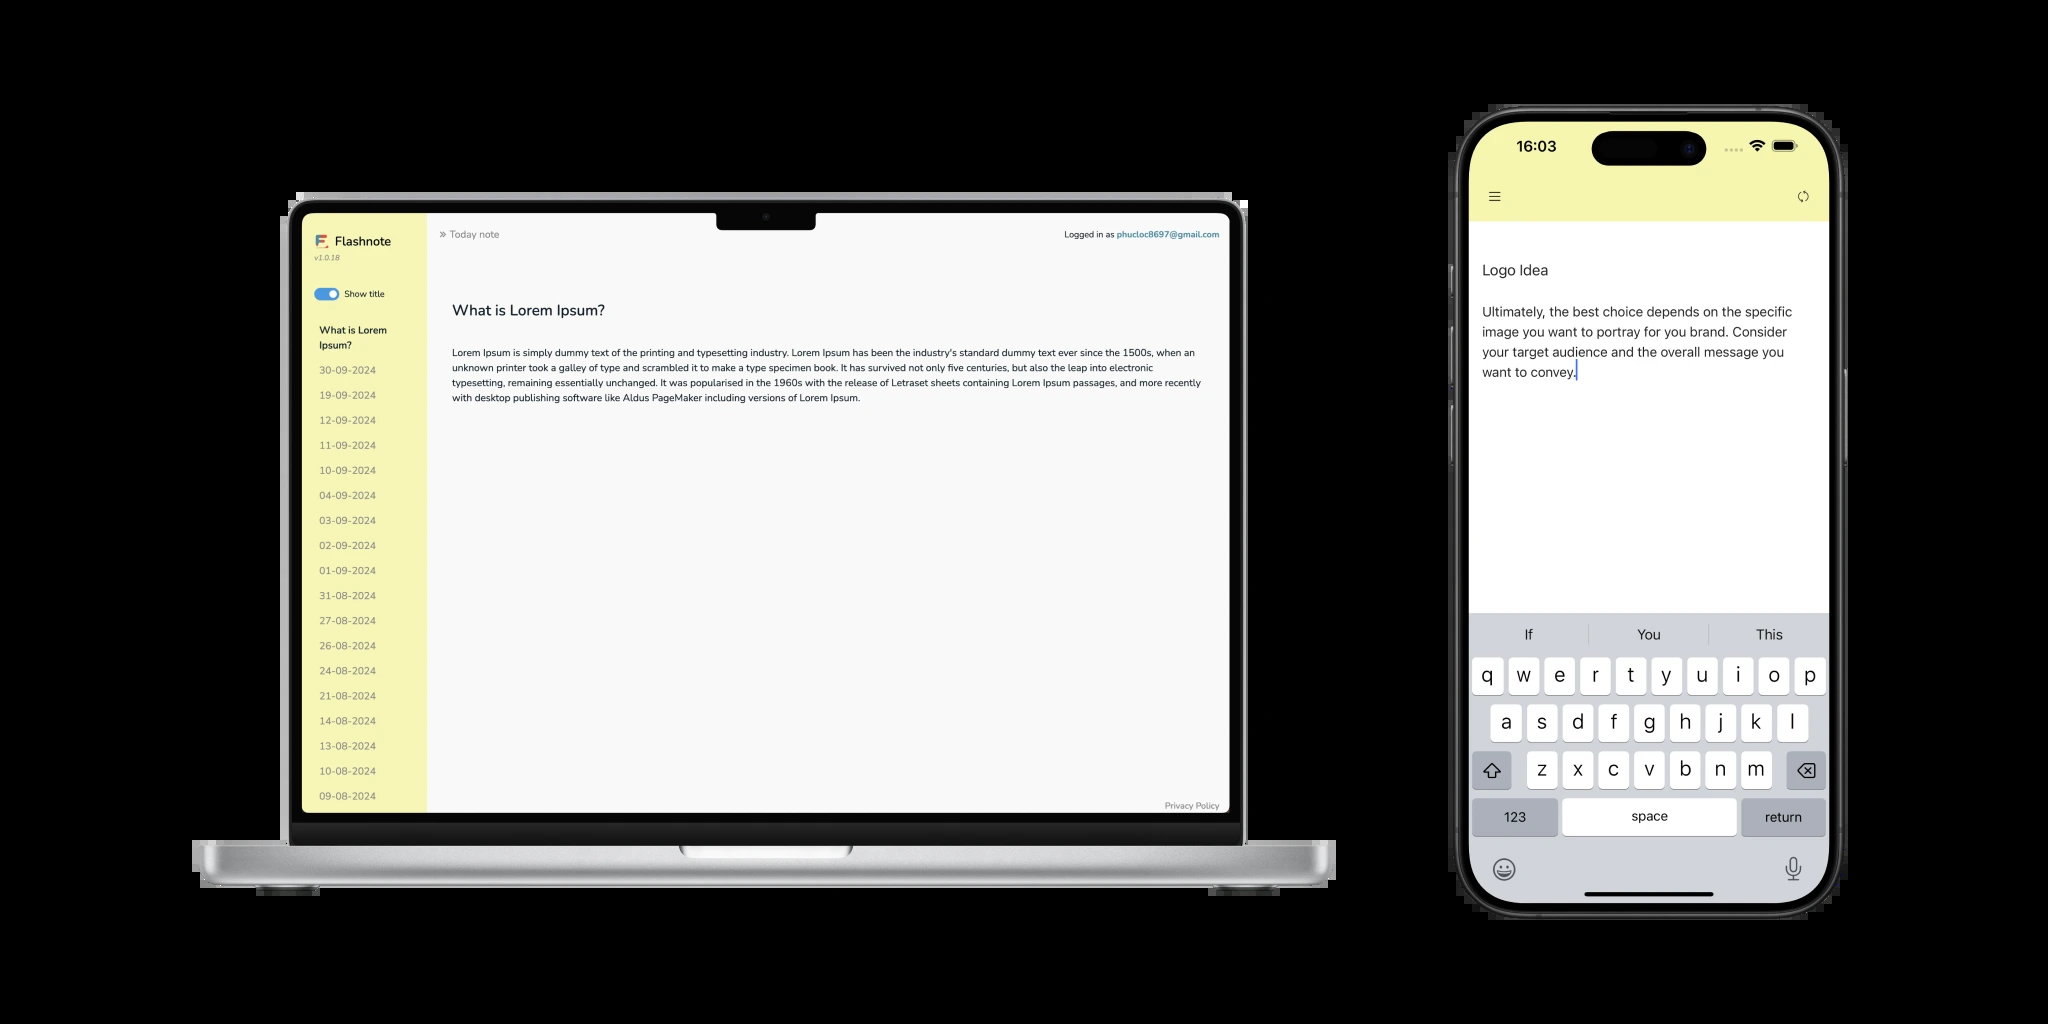 Flashnote
v1.0.18
Show title
What is Lorem
Ipsum?
30-09-2024
19-09-2024
12-09-2024
11-09-2024
10-09-2024
04-09-2024
03-09-2024
02-09-2024
01-09-2024
31-08-2024
27-08-2024
26-08-2024
24-08-2024
21-08-2024
14-08-2024
13-08-2024
10-08-2024
09-08-2024
» Today note
Logged in as phucloc8697@gmail.com
What is Lorem Ipsum?
Lorem Ipsum is simply dummy text of the printing and typesetting industry. Lorem Ipsum has been the industry's standard dummy text ever since the 1500s, when an
unknown printer took a galley of type and scrambled it to make a type specimen book. It has survived not only five centuries, but also the leap into electronic
typesetting, remaining essentially unchanged. It was popularised in the 1960s with the release of Letraset sheets containing Lorem Ipsum passages, and more recently
with desktop publishing software like Aldus PageMaker including versions of Lorem Ipsum.
Privacy Policy
16:03
Logo Idea
Ultimately, the best choice depends on the specific
image you want to portray for you brand. Consider
your target audience and the overall message you
want to convey.
If You This
q w e r t y u i o p
a s d f g h j k l
z x c v b n m
123 space return